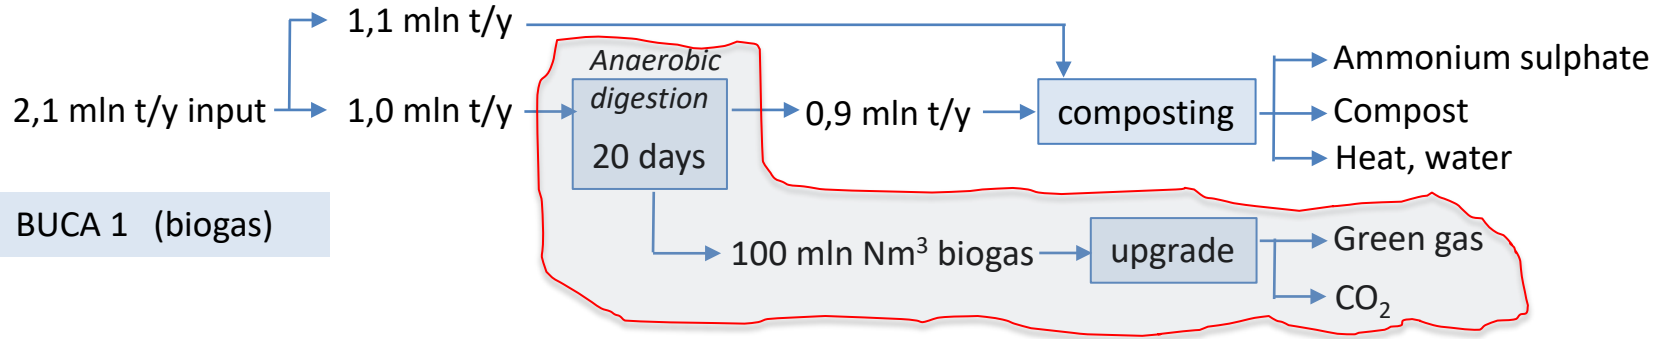 1,1 mln t/y
Ammonium sulphate
Anaerobic
digestion
20 days
2,1 mln t/y input
1,0 mln t/y
0,9 mln t/y
composting
Compost
Heat, water
BUCA 1 (biogas)
100 mln Nm³ biogas
upgrade
Green gas
CO₂